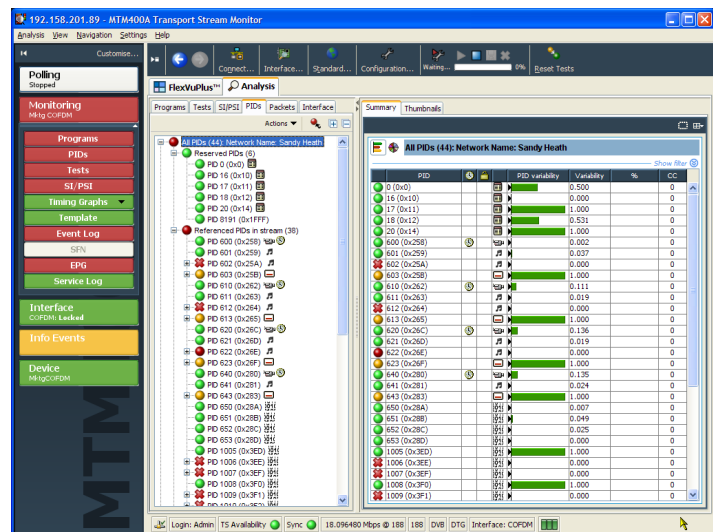 192.158.201.89 - MTM400A Transport Stream Monitor
Analysis View Navigation Settings Help
Customise...
Connect... Interface... Standard... Configuration... Waiting... 0% Reset Tests
Polling
Stopped
FlexVuPlus™ Analysis
Monitoring
Mktg COFDM
Programs Tests SI/PSI PIDs Packets Interface
Summary Thumbnails
Actions
Programs
PIDs
Tests
SI/PSI
Timing Graphs
Template
Event Log
SFN
EPG
Service Log
Interface
COFDM: Locked
Info Events
Device
MktgCOFDM
MTM
All PIDs (44): Network Name: Sandy Heath
Reserved PIDs (6)
PID 0 (0x0)
PID 16 (0x10)
PID 17 (0x11)
PID 18 (0x12)
PID 20 (0x14)
PID 8191 (0x1FFF)
Referenced PIDs in stream (38)
PID 600 (0x258)
PID 601 (0x259)
PID 602 (0x25A)
PID 603 (0x25B)
PID 610 (0x262)
PID 611 (0x263)
PID 612 (0x264)
PID 613 (0x265)
PID 620 (0x26C)
PID 621 (0x26D)
PID 622 (0x26E)
PID 623 (0x26F)
PID 640 (0x280)
PID 641 (0x281)
PID 643 (0x283)
PID 650 (0x28A)
PID 651 (0x28B)
PID 652 (0x28C)
PID 653 (0x28D)
PID 1005 (0x3ED)
PID 1006 (0x3EE)
PID 1007 (0x3EF)
PID 1008 (0x3F0)
PID 1009 (0x3F1)
All PIDs (44): Network Name: Sandy Heath
Show filter
PID PID variability Variability % CC
0 (0x0) 0.500 0
16 (0x10) 0.000 0
17 (0x11) 1.000 0
18 (0x12) 0.531 0
20 (0x14) 1.000 0
600 (0x258) 0.002 0
601 (0x259) 0.037 0
602 (0x25A) 0.000 0
603 (0x25B) 1.000 0
610 (0x262) 0.111 0
611 (0x263) 0.019 0
612 (0x264) 0.000 0
613 (0x265) 1.000 0
620 (0x26C) 0.136 0
621 (0x26D) 0.019 0
622 (0x26E) 0.000 0
623 (0x26F) 1.000 0
640 (0x280) 0.135 0
641 (0x281) 0.024 0
643 (0x283) 1.000 0
650 (0x28A) 0.007 0
651 (0x28B) 0.049 0
652 (0x28C) 0.025 0
653 (0x28D) 0.000 0
1005 (0x3ED) 1.000 0
1006 (0x3EE) 0.000 0
1007 (0x3EF) 0.000 0
1008 (0x3F0) 1.000 0
1009 (0x3F1) 0.000 0
Login: Admin TS Availability Sync 18.096480 Mbps @ 188 188 DVB DTG Interface: COFDM